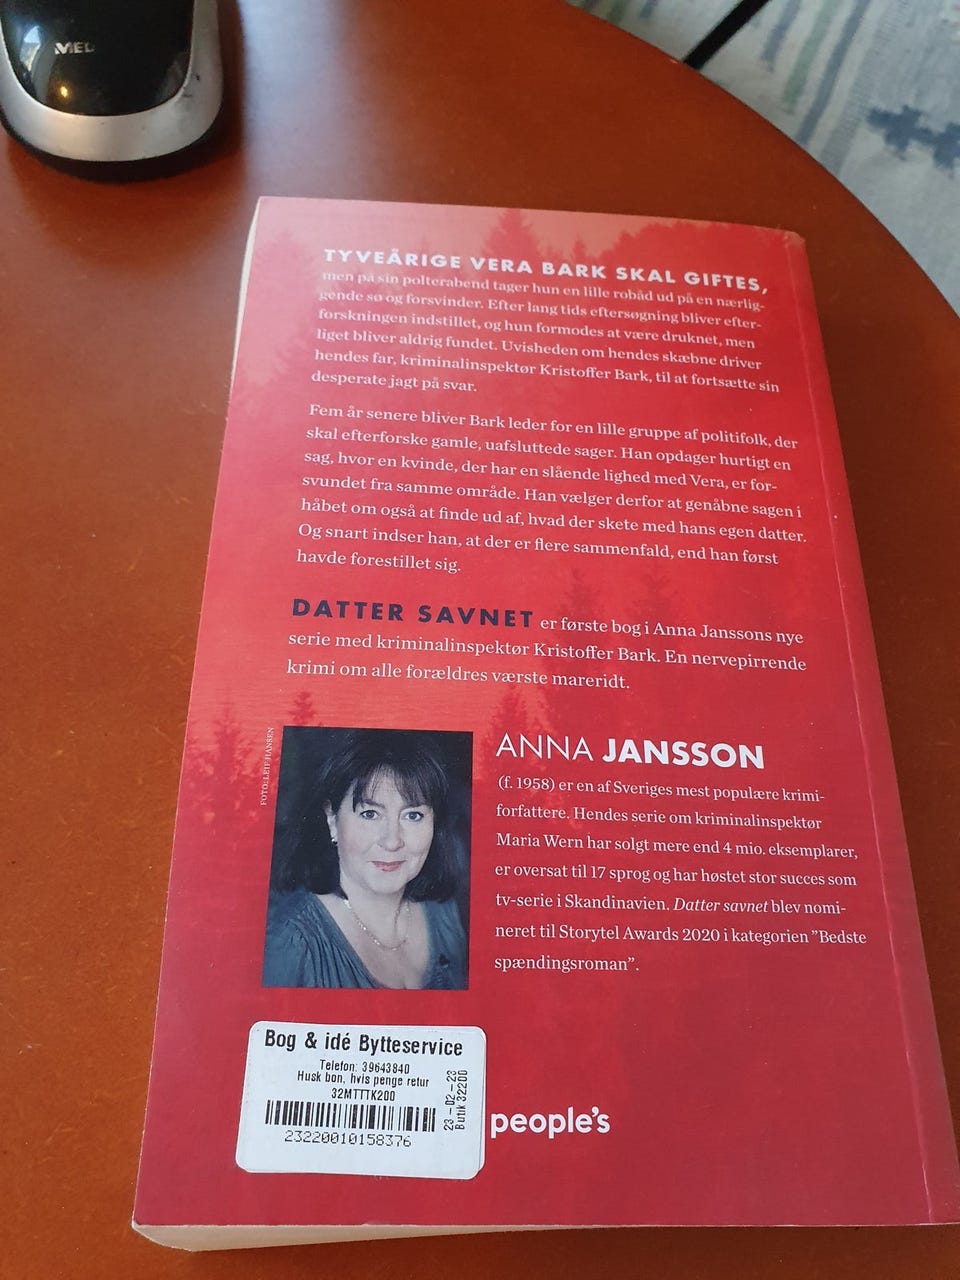 MED
TYVEÅRIGE VERA BARK SKAL GIFTES,
men på sin polterabend tager hun en lille robåd ud på en nærlig-
gende sø og forsvinder. Efter lang tids eftersøgning bliver efter-
forskningen indstillet, og hun formodes at være druknet, men
liget bliver aldrig fundet. Uvisheden om hendes skæbne driver
hendes far, kriminalinspektør Kristoffer Bark, til at fortsætte sin
desperate jagt på svar.
Fem år senere bliver Bark leder for en lille gruppe af politifolk, der
skal efterforske gamle, uafsluttede sager. Han opdager hurtigt en
sag, hvor en kvinde, der har en slående lighed med Vera, er for-
svundet fra samme område. Han vælger derfor at genåbne sagen i
håbet om også at finde ud af, hvad der skete med hans egen datter.
Og snart indser han, at der er flere sammenfald, end han først
havde forestillet sig.
DATTER SAVNET er første bog i Anna Janssons nye
serie med kriminalinspektør Kristoffer Bark. En nervepirrende
krimi om alle forældres værste mareridt.
FOTO: LEIF HANSEN
ANNA JANSSON
(f. 1958) er en af Sveriges mest populære krimi-
forfattere. Hendes serie om kriminalinspektør
Maria Wern har solgt mere end 4 mio. eksemplarer,
er oversat til 17 sprog og har høstet stor succes som
tv-serie i Skandinavien. Datter savnet blev nomi-
neret til Storytel Awards 2020 i kategorien ”Bedste
spændingsroman”.
Bog & idé Bytteservice
Telefon: 39643840
Husk bon, hvis penge retur
32MTTTK200
23220010158376
23-02-23
Butik 32200
people's